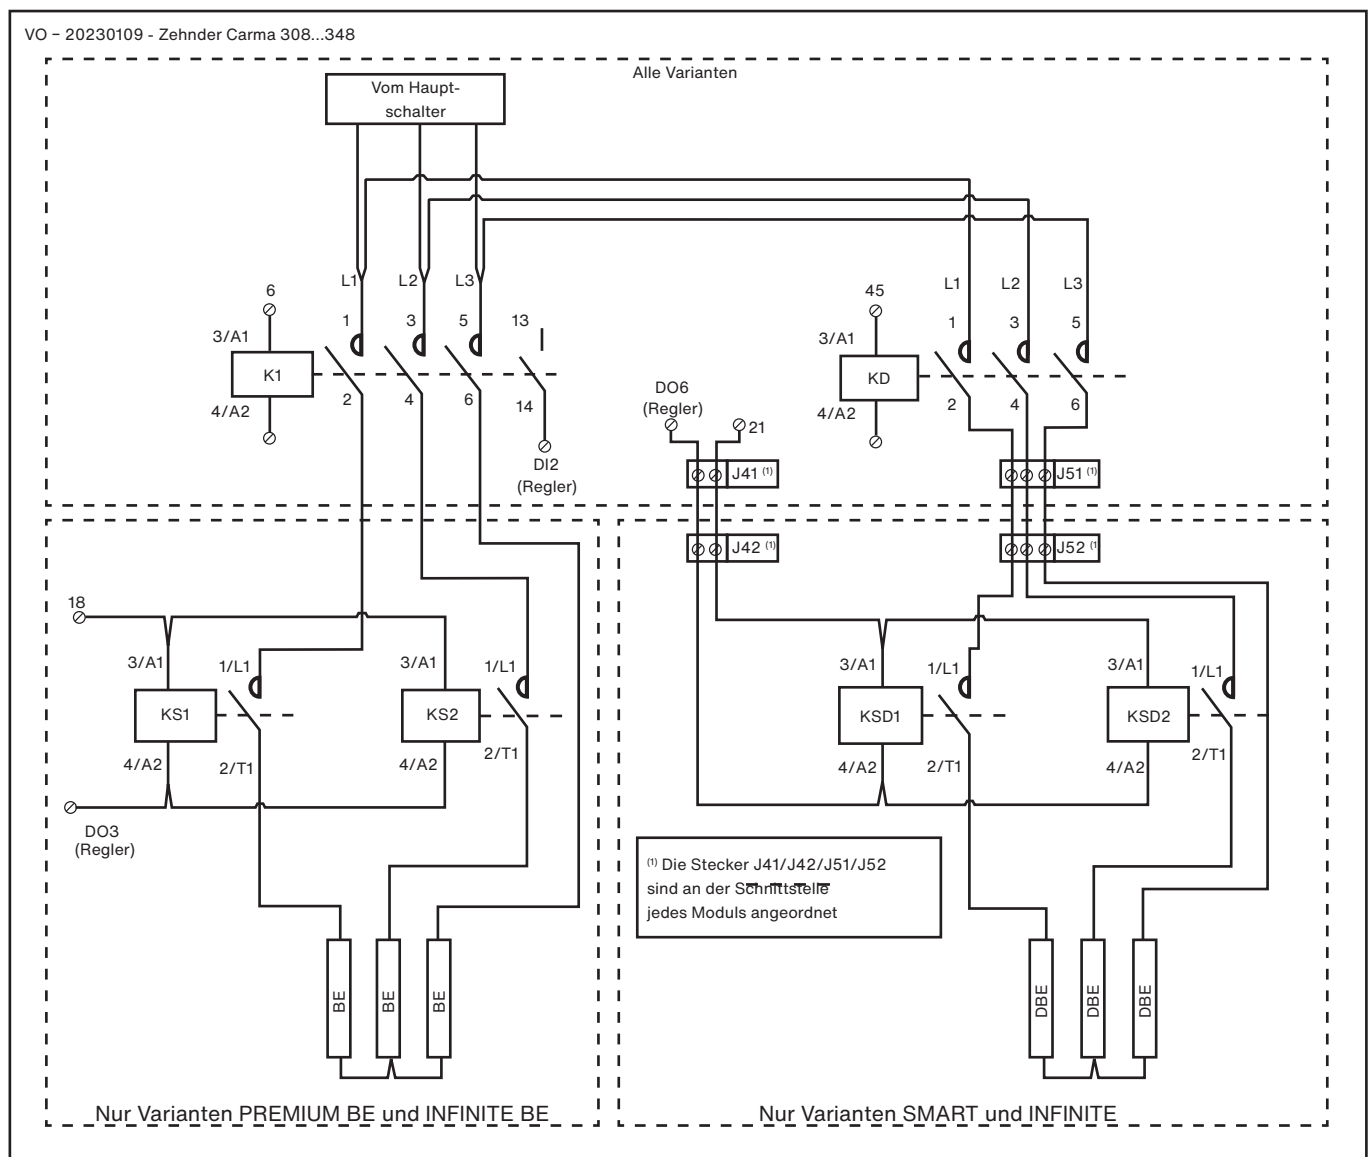 VO – 20230109 - Zehnder Carma 308...348
Alle Varianten
Vom Haupt-
schalter
L1
L2
L3
L1
L2
L3
6
1
3
5
13
3/A1
K1
4/A2
2
4
6
14
DI2
(Regler)
45
1
3
5
3/A1
KD
4/A2
2
4
6
DO6
(Regler)
21
J41 (1)
J51 (1)
J42 (1)
J52 (1)
18
3/A1
1/L1
KS1
4/A2
2/T1
3/A1
1/L1
KS2
4/A2
2/T1
DO3
(Regler)
3/A1
1/L1
KSD1
4/A2
2/T1
3/A1
1/L1
KSD2
4/A2
2/T1
(1) Die Stecker J41/J42/J51/J52
sind an der Schnittstelle
jedes Moduls angeordnet
BE
BE
BE
DBE
DBE
DBE
Nur Varianten PREMIUM BE und INFINITE BE
Nur Varianten SMART und INFINITE